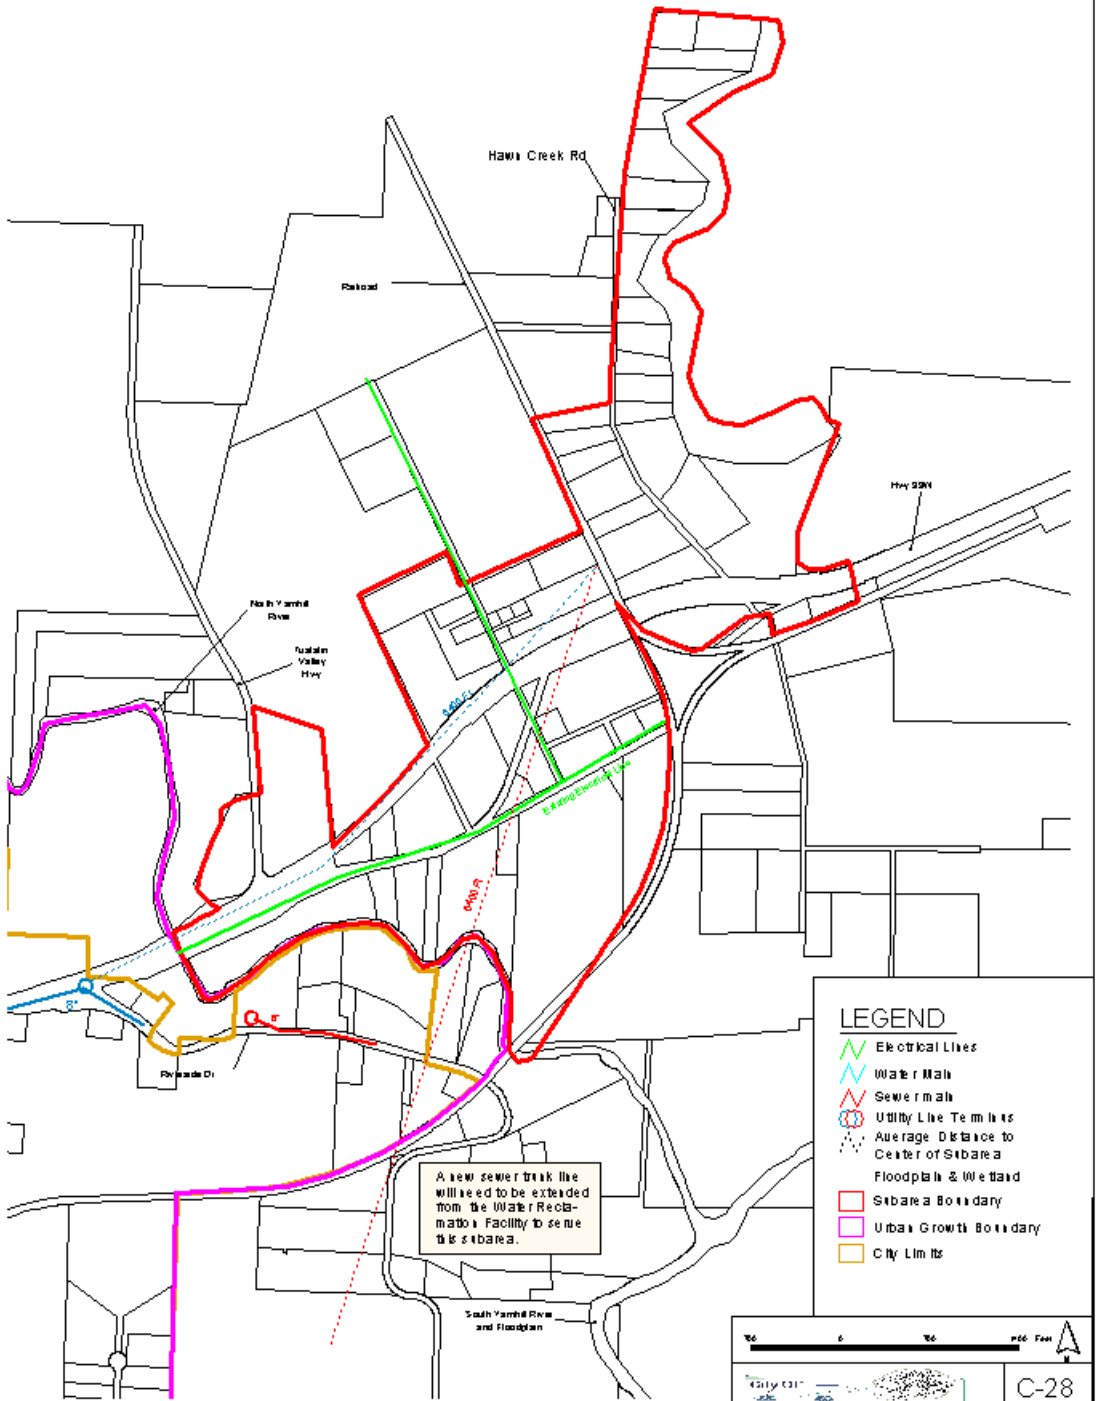 Hawn Creek Rd
Railroad
Hwy 99W
North Yamhill
River
Tualatin
Valley
Hwy
Existing Electrical Line
8"
Riverside Dr
A new sewer trunk line
will need to be extended
from the Water Recla-
mation Facility to serve
this subarea.
South Yamhill River
and Floodplain
LEGEND
Electrical Lines
Water Main
Sewer main
Utility Line Terminus
Average Distance to
Center of Subarea
Floodplain & Wetland
Subarea Boundary
Urban Growth Boundary
City Limits
0
Feet
N
C-28